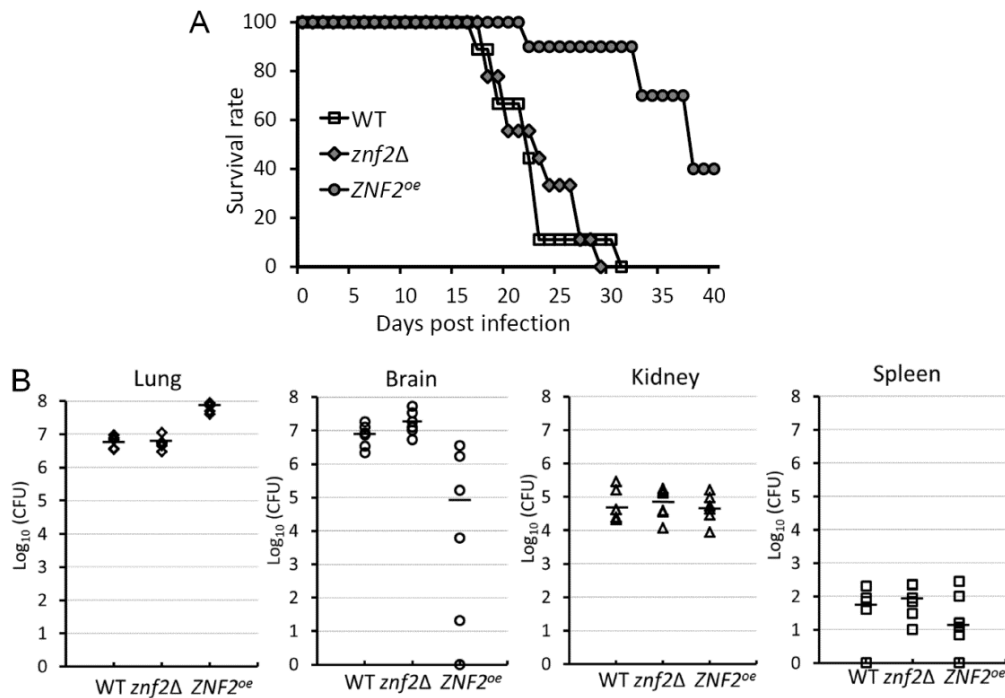 A
Survival rate
100
80
60
40
20
0
WT
znf2Δ
ZNF2oe
0 5 10 15 20 25 30 35 40
Days post infection
B
Lung
Log10 (CFU)
8
7
6
5
4
3
2
1
0
WT znf2Δ ZNF2oe
Brain
Log10 (CFU)
8
7
6
5
4
3
2
1
0
WT znf2Δ ZNF2oe
Kidney
Log10 (CFU)
8
7
6
5
4
3
2
1
0
WT znf2Δ ZNF2oe
Spleen
Log10 (CFU)
8
7
6
5
4
3
2
1
0
WT znf2Δ ZNF2oe